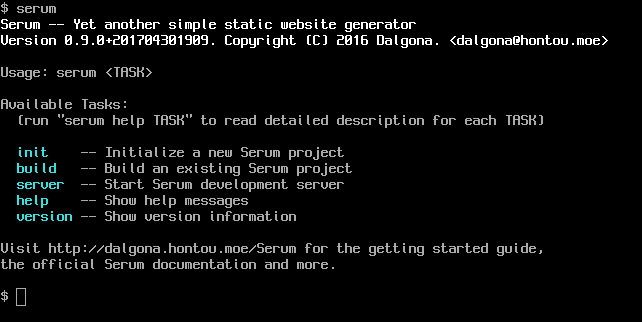 $ serum
Serum -- Yet another simple static website generator
Version 0.9.0+201704301909. Copyright (C) 2016 Dalgona. <dalgona@hontou.moe>
Usage: serum <TASK>
Available Tasks:
(run "serum help TASK" to read detailed description for each TASK)
init -- Initialize a new Serum project
build -- Build an existing Serum project
server -- Start Serum development server
help -- Show help messages
version -- Show version information
Visit http://dalgona.hontou.moe/Serum for the getting started guide,
the official Serum documentation and more.
$